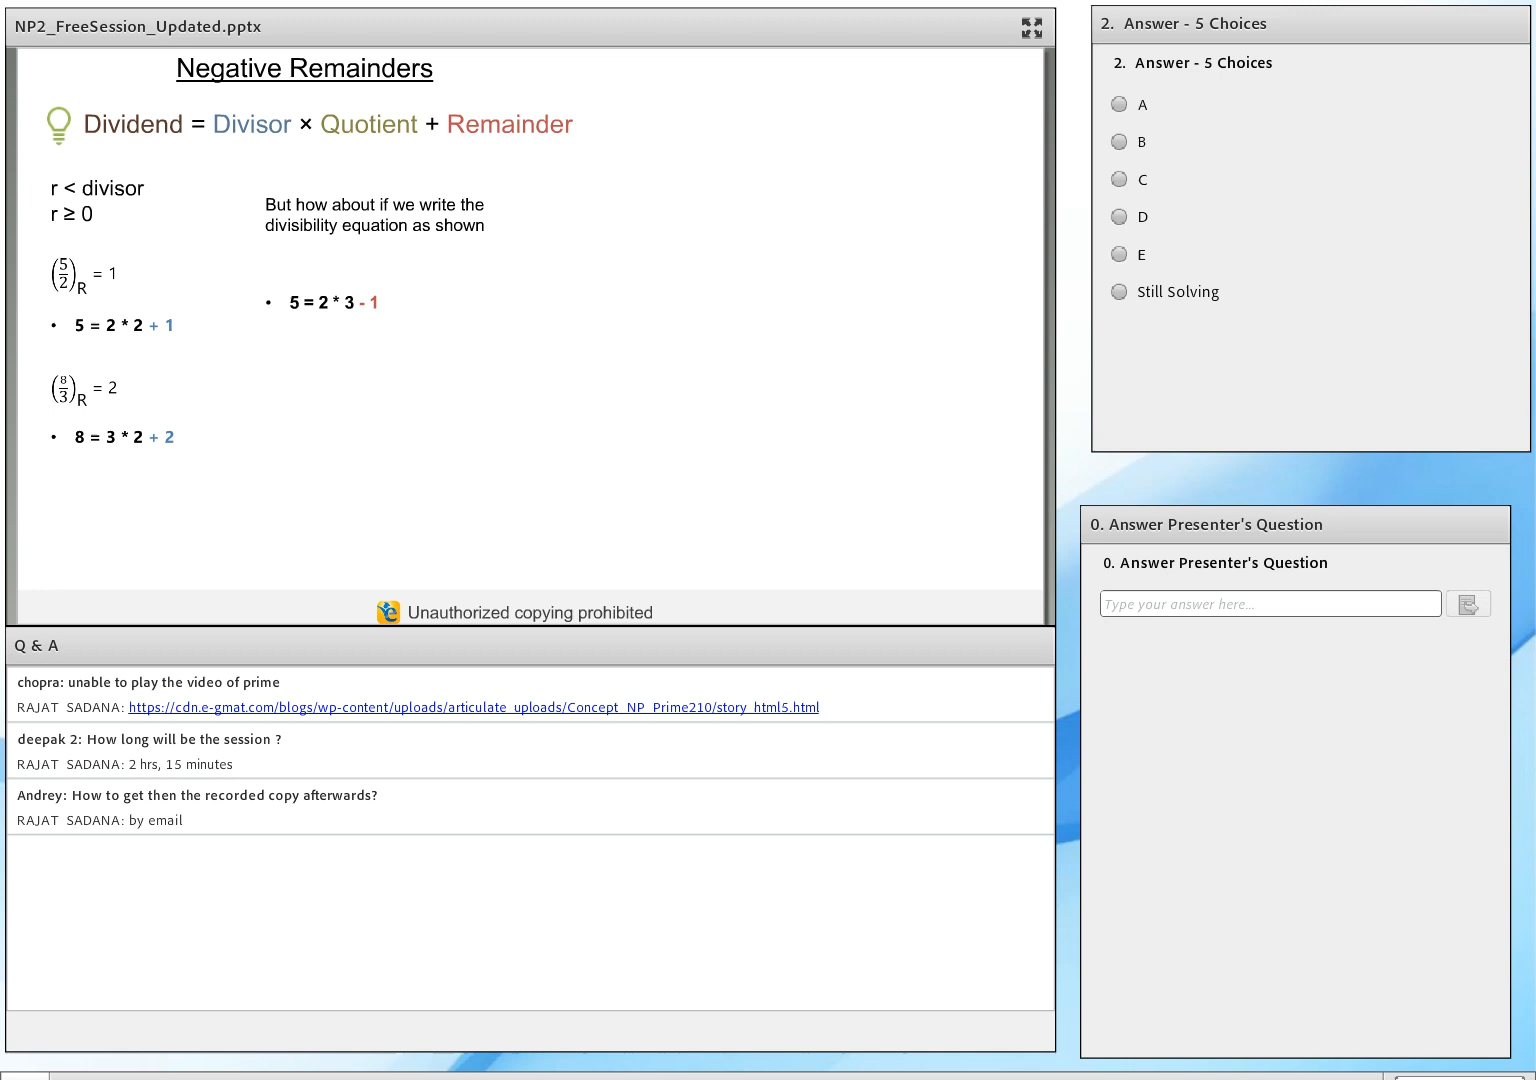 NP2_FreeSession_Updated.pptx
Negative Remainders
Dividend = Divisor × Quotient + Remainder
r < divisor
r ≥ 0
But how about if we write the
divisibility equation as shown
(5/2)R = 1
• 5 = 2 * 3 - 1
• 5 = 2 * 2 + 1
(8/3)R = 2
• 8 = 3 * 2 + 2
Unauthorized copying prohibited
Q & A
chopra: unable to play the video of prime
RAJAT SADANA: https://cdn.e-gmat.com/blogs/wp-content/uploads/articulate_uploads/Concept_NP_Prime210/story_html5.html
deepak 2: How long will be the session ?
RAJAT SADANA: 2 hrs, 15 minutes
Andrey: How to get then the recorded copy afterwards?
RAJAT SADANA: by email
2. Answer - 5 Choices
2. Answer - 5 Choices
A
B
C
D
E
Still Solving
0. Answer Presenter's Question
0. Answer Presenter's Question
Type your answer here...